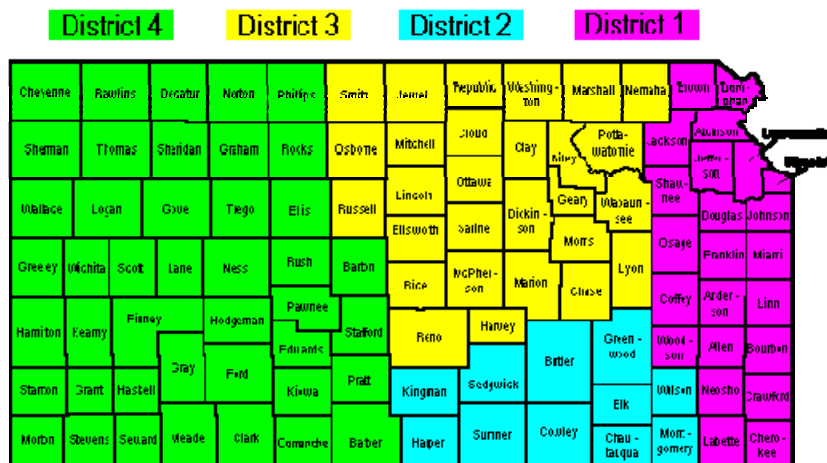 District 4 District 3 District 2 District 1
Cheyenne Rawlins Decatur Norton Phillips Smith Jewel Republic Washing-
ton Marshall Nemaha Brown Doni-
phan
Sherman Thomas Sheridan Graham Rocks Osborne Mitchell Cloud Clay Riley Potta-
watomie Jackson Atchison
Jeffer-
son
Wallace Logan Gove Trego Ellis Russell Lincoln Ottawa Geary Wabaun-
see Shaw-
nee Douglas Johnson
Ellsworth Saline Dickin-
son Morris Osage
Greeley Wichita Scott Lane Ness Rush Barton Rice McPher-
son Marion Chase Lyon Franklin Miami
Coffey Ander-
son Linn
Hamilton Kearny Finney Hodgeman Pawnee Stafford Reno Harvey
Edwards Butler Green-
wood Wood-
son Allen Bourbon
Gray Ford
Stanton Grant Haskell Kiowa Pratt Kingman Sedgwick Elk Wilson Neosho Crawford
Morton Stevens Seward Meade Clark Comanche Barber Harper Sumner Cowley Chau-
tauqua Mont-
gomery Labette Chero-
kee